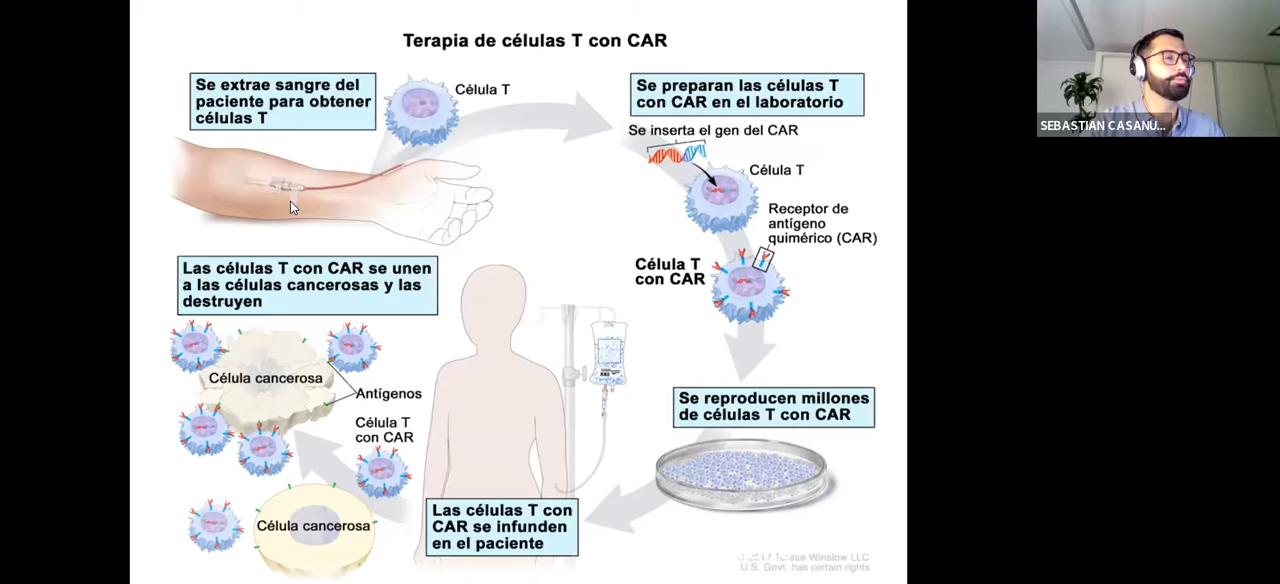 Terapia de células T con CAR
Se extrae sangre del
paciente para obtener
células T
Célula T
Se preparan las células T
con CAR en el laboratorio
Se inserta el gen del CAR
Célula T
Receptor de
antígeno
quimérico (CAR)
Célula T
con CAR
Se reproducen millones
de células T con CAR
Las células T con
CAR se infunden
en el paciente
Las células T con CAR se unen
a las células cancerosas y las
destruyen
Célula cancerosa
Antígenos
Célula T
con CAR
Célula cancerosa
© 2017 Terese Winslow LLC
U.S. Govt. has certain rights
SEBASTIAN CASANU...